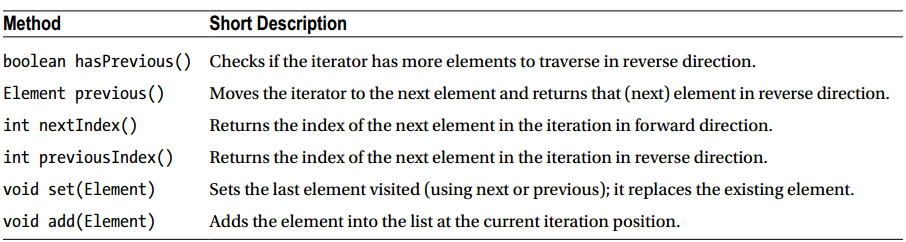 Method Short Description
boolean hasPrevious() Checks if the iterator has more elements to traverse in reverse direction.
Element previous() Moves the iterator to the next element and returns that (next) element in reverse direction.
int nextIndex() Returns the index of the next element in the iteration in forward direction.
int previousIndex() Returns the index of the next element in the iteration in reverse direction.
void set(Element) Sets the last element visited (using next or previous); it replaces the existing element.
void add(Element) Adds the element into the list at the current iteration position.